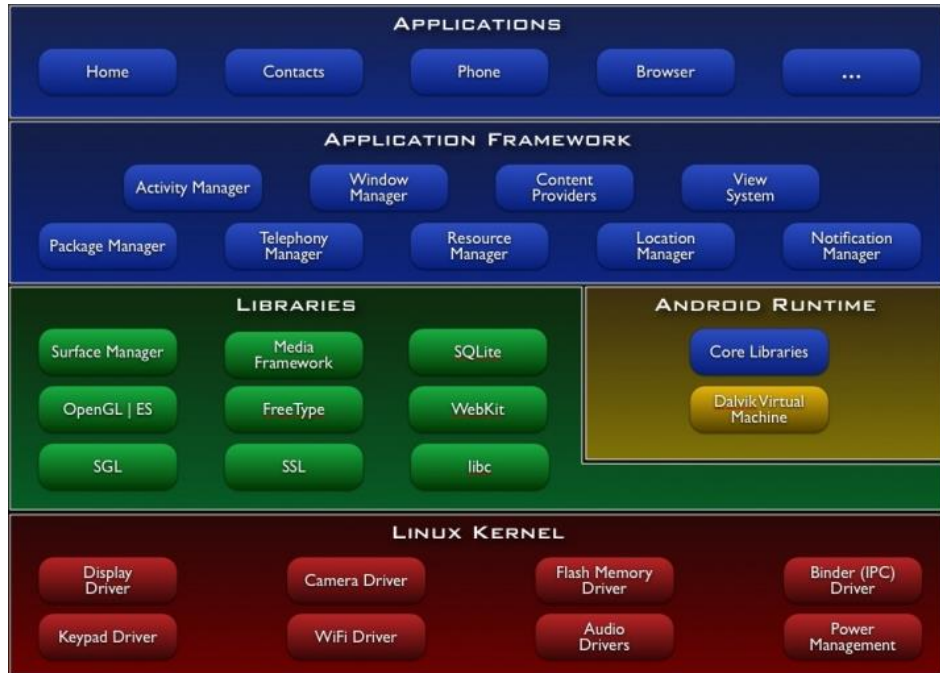 APPLICATIONS
Home
Contacts
Phone
Browser
...
APPLICATION FRAMEWORK
Activity Manager
Window
Manager
Content
Providers
View
System
Package Manager
Telephony
Manager
Resource
Manager
Location
Manager
Notification
Manager
LIBRARIES
Surface Manager
Media
Framework
SQLite
OpenGL | ES
FreeType
WebKit
SGL
SSL
libc
ANDROID RUNTIME
Core Libraries
Dalvik Virtual
Machine
LINUX KERNEL
Display
Driver
Camera Driver
Flash Memory
Driver
Binder (IPC)
Driver
Keypad Driver
WiFi Driver
Audio
Drivers
Power
Management